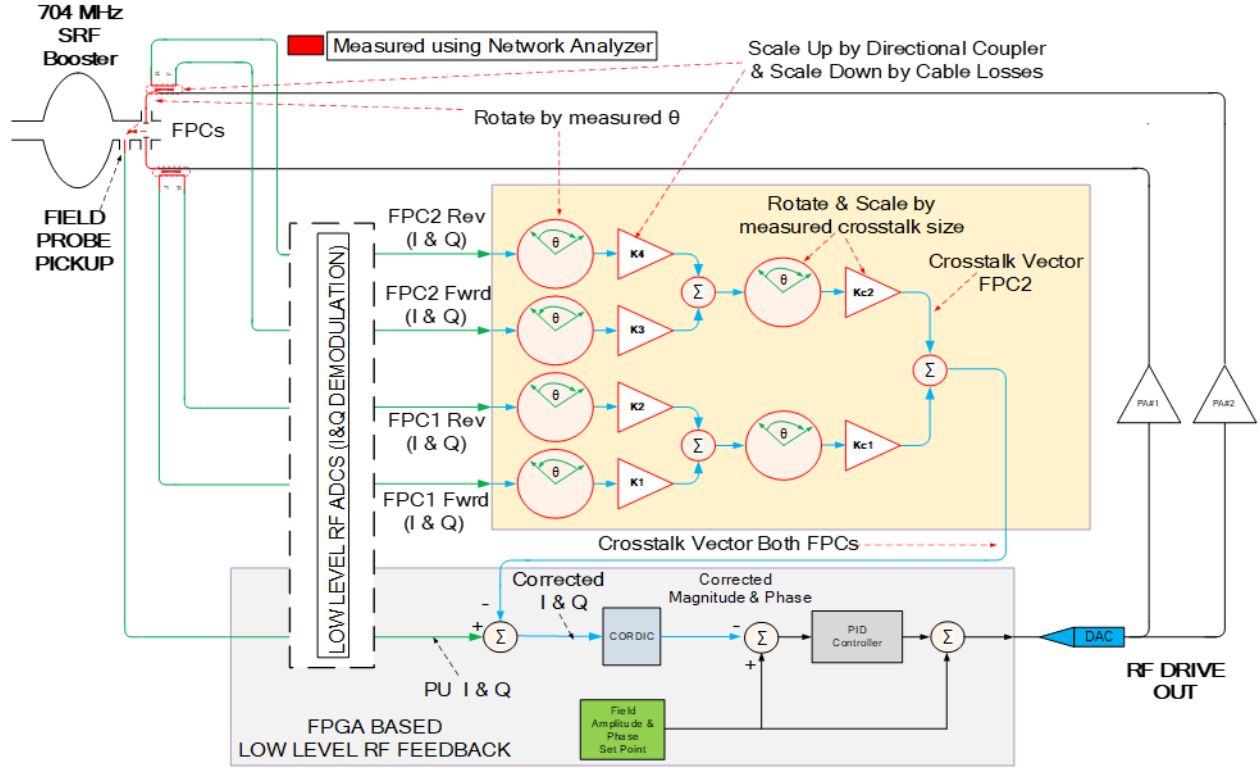 704 MHz
SRF
Booster
Measured using Network Analyzer
Scale Up by Directional Coupler
& Scale Down by Cable Losses
R F
FPCs
Rotate by measured θ
F R
FIELD
PROBE
PICKUP
LOW LEVEL RF ADCS (I&Q DEMODULATION)
FPC2 Rev
(I & Q)
θ
K4
Rotate & Scale by
measured crosstalk size
Crosstalk Vector
FPC2
Σ
θ
Kc2
FPC2 Fwrd
(I & Q)
θ
K3
Σ
FPC1 Rev
(I & Q)
θ
K2
Σ
θ
Kc1
FPC1 Fwrd
(I & Q)
θ
K1
PA#1
PA#2
Crosstalk Vector Both FPCs
Corrected
I & Q
Corrected
Magnitude & Phase
-
+
Σ
CORDIC
-
+
Σ
PID
Controller
Σ
DAC
RF DRIVE
OUT
PU I & Q
Field
Amplitude &
Phase
Set Point
FPGA BASED
LOW LEVEL RF FEEDBACK